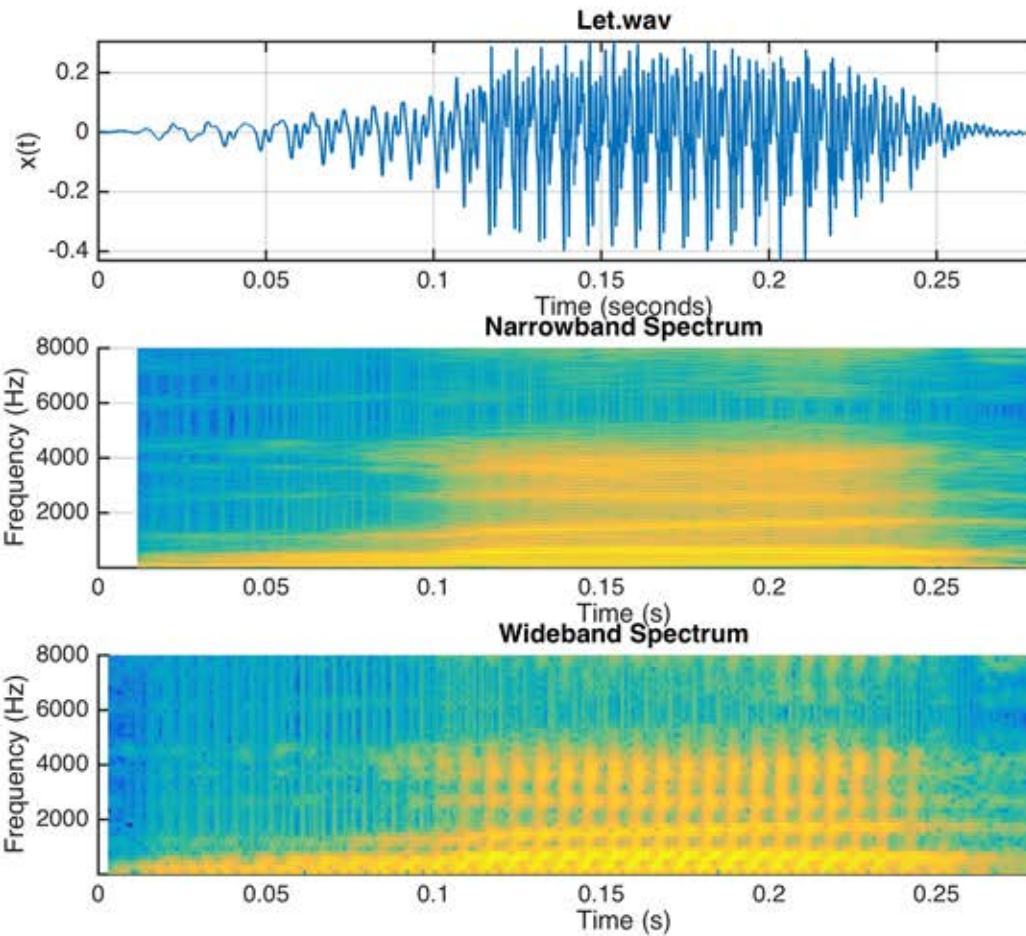 Let.wav
x(t)
0.2
0
-0.2
-0.4
0 0.05 0.1 0.15 0.2 0.25
Time (seconds)
Narrowband Spectrum
Frequency (Hz)
8000
6000
4000
2000
0 0.05 0.1 0.15 0.2 0.25
Time (s)
Wideband Spectrum
Frequency (Hz)
8000
6000
4000
2000
0 0.05 0.1 0.15 0.2 0.25
Time (s)